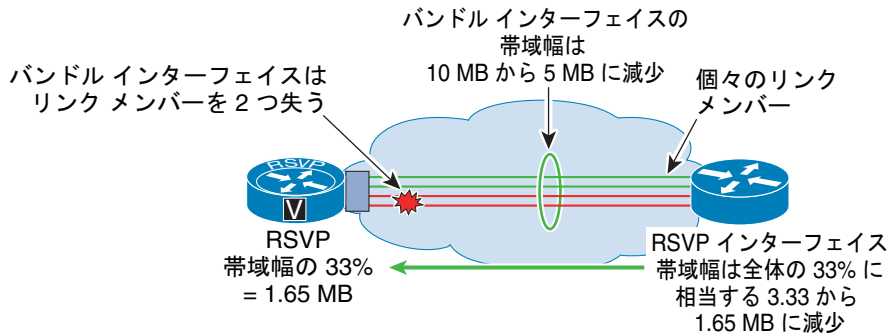 バンドル インターフェイスの
帯域幅は
10 MB から 5 MB に減少
バンドル インターフェイスは
リンク メンバーを 2 つ失う
個々のリンク
メンバー
RSVP
V
RSVP
帯域幅の 33%
= 1.65 MB
RSVP インターフェイス
帯域幅は全体の 33% に
相当する 3.33 から
1.65 MB に減少